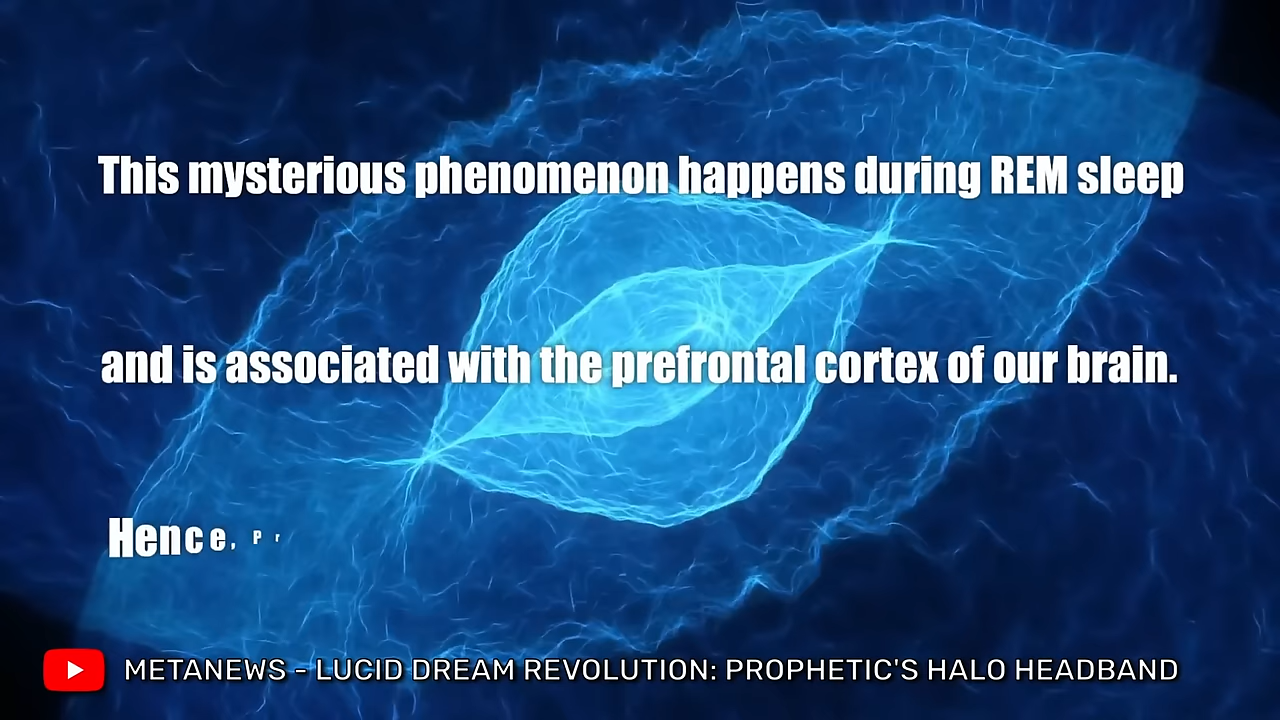 This mysterious phenomenon happens during REM sleep
and is associated with the prefrontal cortex of our brain.
Hence, Pr
METANEWS - LUCID DREAM REVOLUTION: PROPHETIC'S HALO HEADBAND